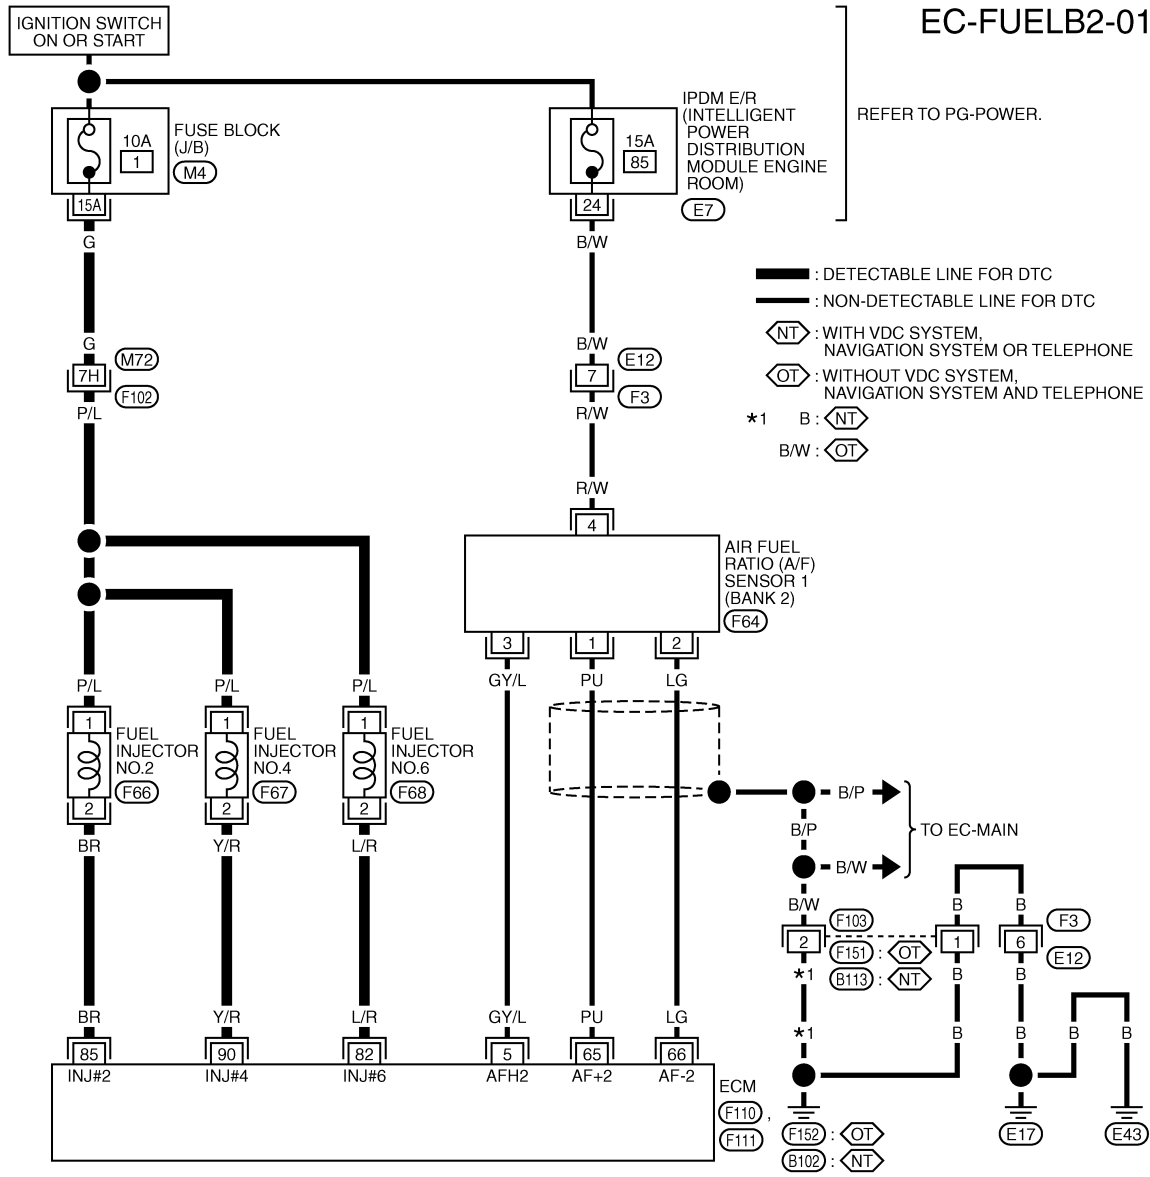 EC-FUELB2-01
IGNITION SWITCH
ON OR START
10A
1
FUSE BLOCK
(J/B)
M4
15A
85
IPDM E/R
(INTELLIGENT
POWER
DISTRIBUTION
MODULE ENGINE
ROOM)
E7
REFER TO PG-POWER.
15A
24
G
B/W
: DETECTABLE LINE FOR DTC
: NON-DETECTABLE LINE FOR DTC
NT : WITH VDC SYSTEM,
NAVIGATION SYSTEM OR TELEPHONE
OT : WITHOUT VDC SYSTEM,
NAVIGATION SYSTEM AND TELEPHONE
*1 B : NT
B/W : OT
G
M72
7H
F102
P/L
B/W
E12
7
F3
R/W
R/W
4
AIR FUEL
RATIO (A/F)
SENSOR 1
(BANK 2)
F64
3 1 2
GY/L PU LG
P/L P/L P/L
1 1 1
FUEL
INJECTOR
NO.2
F66
FUEL
INJECTOR
NO.4
F67
FUEL
INJECTOR
NO.6
F68
2 2 2
BR Y/R L/R
B/P
B/P
TO EC-MAIN
B/W
B/W
B B
F103
F3
2
1
6
F151 : OT
E12
B113 : NT
*1
B B
*1
B B B B
BR Y/R L/R GY/L PU LG
85 90 82 5 65 66
INJ#2 INJ#4 INJ#6 AFH2 AF+2 AF-2
ECM
F110 ,
F111
F152 : OT
B102 : NT
E17
E43